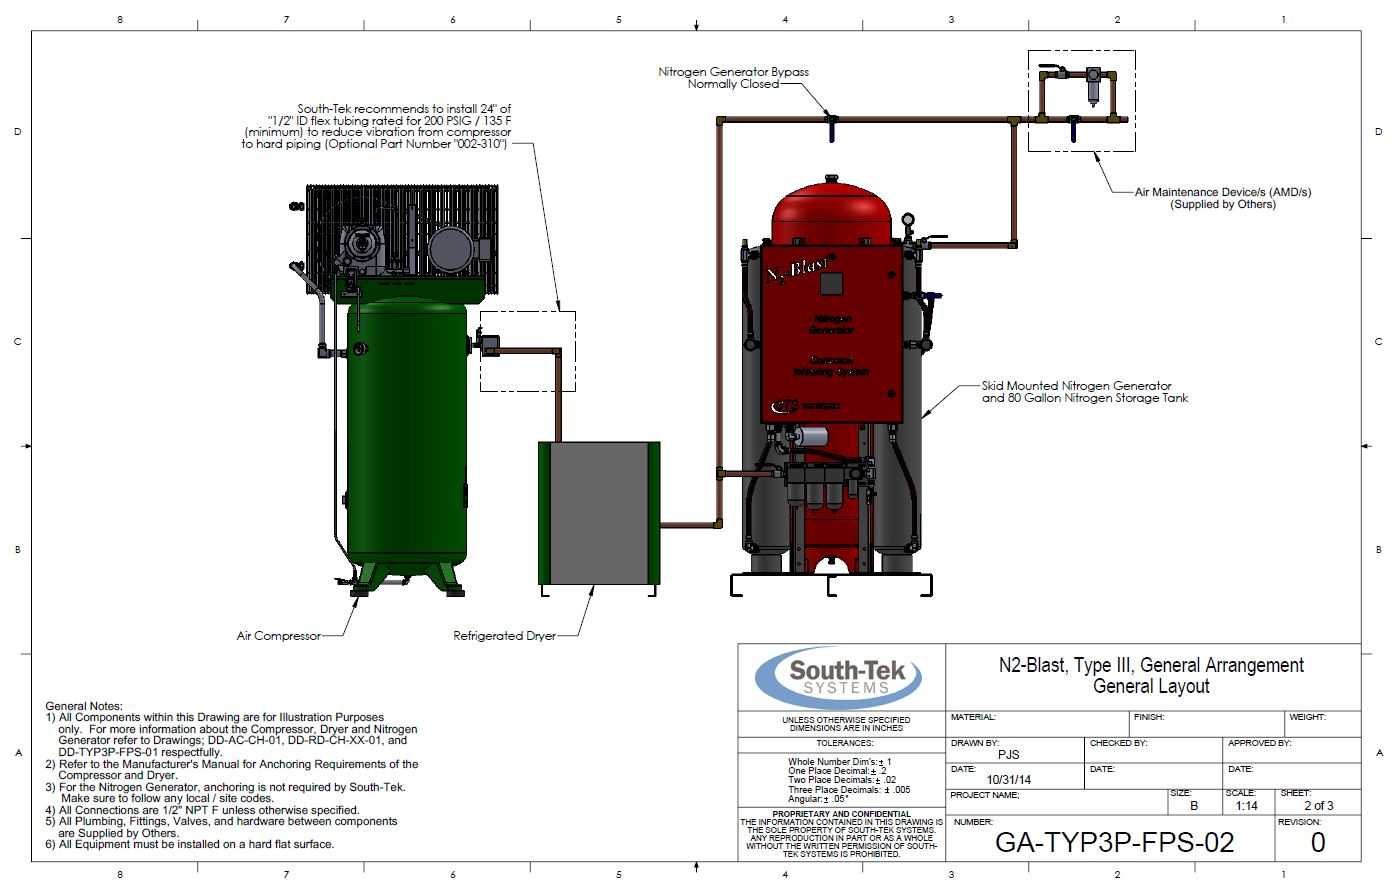 8 7 6 5 4 3 2 1
D
C
B
A
D
C
B
A
Nitrogen Generator Bypass
Normally Closed
South-Tek recommends to install 24" of
"1/2" ID flex tubing rated for 200 PSIG / 135 F
(minimum) to reduce vibration from compressor
to hard piping (Optional Part Number "002-310")
Air Maintenance Device/s (AMD/s)
(Supplied by Others)
N2-Blast
Nitrogen
Generator
System
Skid Mounted Nitrogen Generator
and 80 Gallon Nitrogen Storage Tank
Air Compressor
Refrigerated Dryer
General Notes:
1) All Components within this Drawing are for Illustration Purposes
only. For more information about the Compressor, Dryer and Nitrogen
Generator refer to Drawings; DD-AC-CH-01, DD-RD-CH-XX-01, and
DD-TYP3P-FPS-01 respectfully.
2) Refer to the Manufacturer's Manual for Anchoring Requirements of the
Compressor and Dryer.
3) For the Nitrogen Generator, anchoring is not required by South-Tek.
Make sure to follow any local / site codes.
4) All Connections are 1/2" NPT F unless otherwise specified.
5) All Plumbing, Fittings, Valves, and hardware between components
are Supplied by Others.
6) All Equipment must be installed on a hard flat surface.
South-Tek
SYSTEMS
UNLESS OTHERWISE SPECIFIED
DIMENSIONS ARE IN INCHES
TOLERANCES:
Whole Number Dim's: ± 1
One Place Decimal: ± .2
Two Place Decimal: ± .02
Three Place Decimals: ± .005
Angular: ± .05°
PROPRIETARY AND CONFIDENTIAL
THE INFORMATION CONTAINED IN THIS DRAWING IS
THE SOLE PROPERTY OF SOUTH-TEK SYSTEMS.
ANY REPRODUCTION IN PART OR AS A WHOLE
WITHOUT THE WRITTEN PERMISSION OF SOUTH-
TEK SYSTEMS IS PROHIBITED.
N2-Blast, Type III, General Arrangement
General Layout
MATERIAL: FINISH: WEIGHT:
DRAWN BY: CHECKED BY: APPROVED BY:
PJS
DATE: DATE: DATE:
10/31/14
PROJECT NAME; SIZE: SCALE: SHEET:
B 1:14 2 of 3
NUMBER: REVISION:
GA-TYP3P-FPS-02 0
8 7 6 5 4 3 2 1